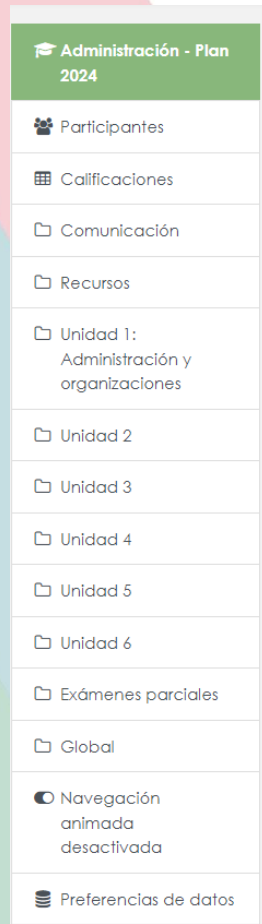 Administración - Plan
2024
Participantes
Calificaciones
Comunicación
Recursos
Unidad 1:
Administración y
organizaciones
Unidad 2
Unidad 3
Unidad 4
Unidad 5
Unidad 6
Exámenes parciales
Global
Navegación
animada
desactivada
Preferencias de datos